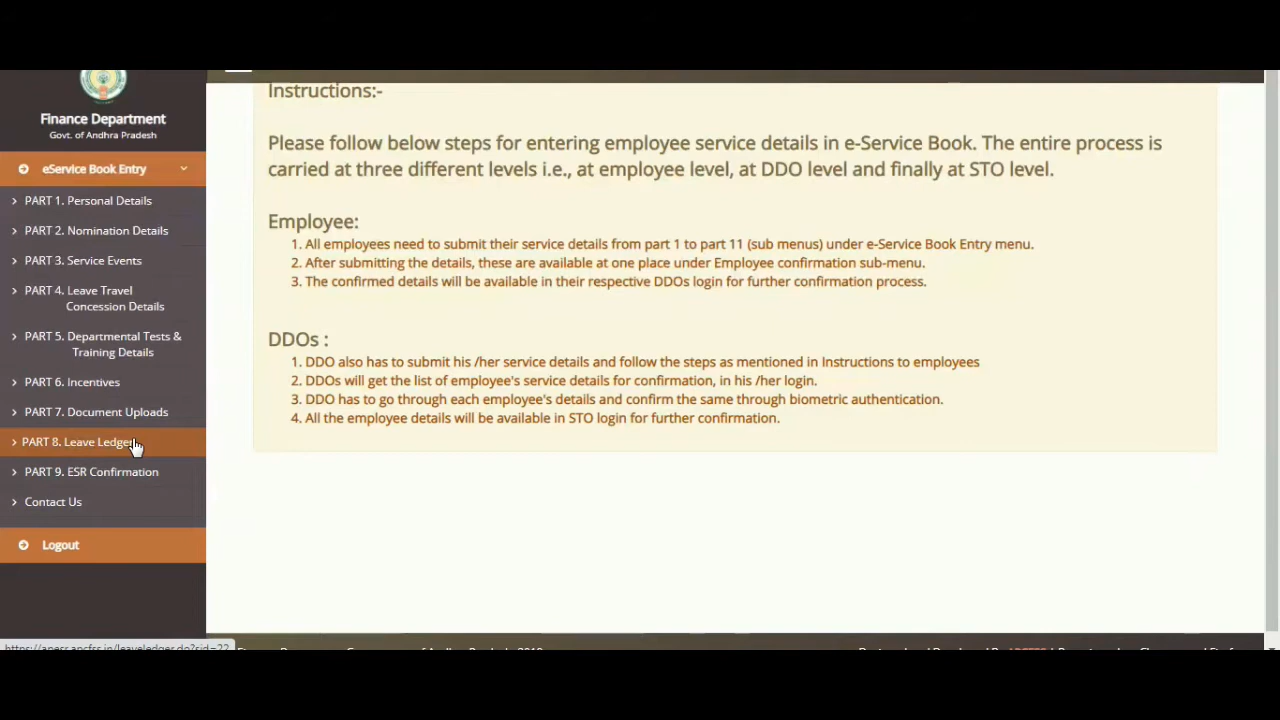 Finance Department
Govt. of Andhra Pradesh
eService Book Entry
PART 1. Personal Details
PART 2. Nomination Details
PART 3. Service Events
PART 4. Leave Travel
Concession Details
PART 5. Departmental Tests &
Training Details
PART 6. Incentives
PART 7. Document Uploads
PART 8. Leave Ledger
PART 9. ESR Confirmation
Contact Us
Logout
Instructions:-
Please follow below steps for entering employee service details in e-Service Book. The entire process is
carried at three different levels i.e., at employee level, at DDO level and finally at STO level.
Employee:
1. All employees need to submit their service details from part 1 to part 11 (sub menus) under e-Service Book Entry menu.
2. After submitting the details, these are available at one place under Employee confirmation sub-menu.
3. The confirmed details will be available in their respective DDOs login for further confirmation process.
DDOs :
1. DDO also has to submit his /her service details and follow the steps as mentioned in Instructions to employees
2. DDOs will get the list of employee's service details for confirmation, in his /her login.
3. DDO has to go through each employee's details and confirm the same through biometric authentication.
4. All the employee details will be available in STO login for further confirmation.